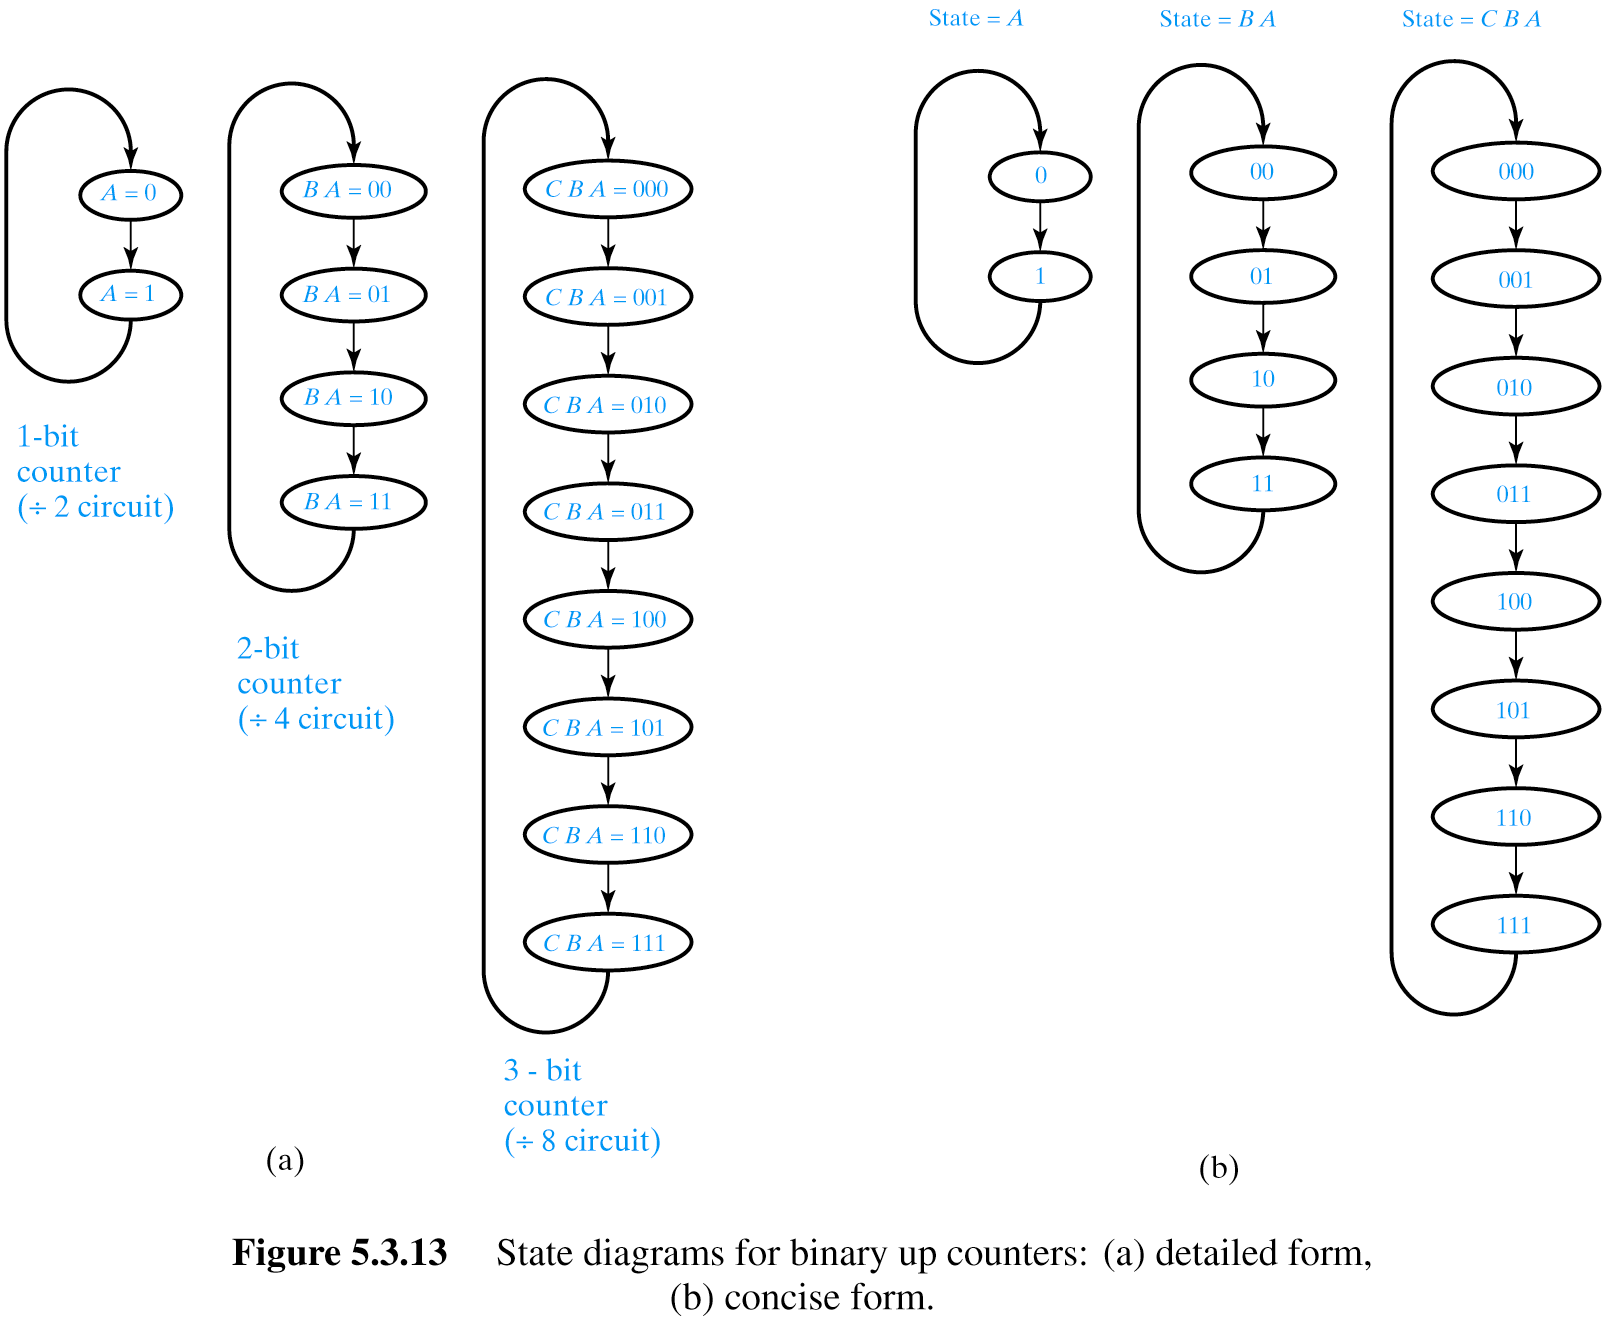 State = A
State = B A
State = C B A
A = 0
A = 1
1-bit
counter
(÷ 2 circuit)
B A = 00
B A = 01
B A = 10
B A = 11
2-bit
counter
(÷ 4 circuit)
C B A = 000
C B A = 001
C B A = 010
C B A = 011
C B A = 100
C B A = 101
C B A = 110
C B A = 111
3 - bit
counter
(÷ 8 circuit)
(a)
0
1
00
01
10
11
000
001
010
011
100
101
110
111
(b)
Figure 5.3.13 State diagrams for binary up counters: (a) detailed form,
(b) concise form.